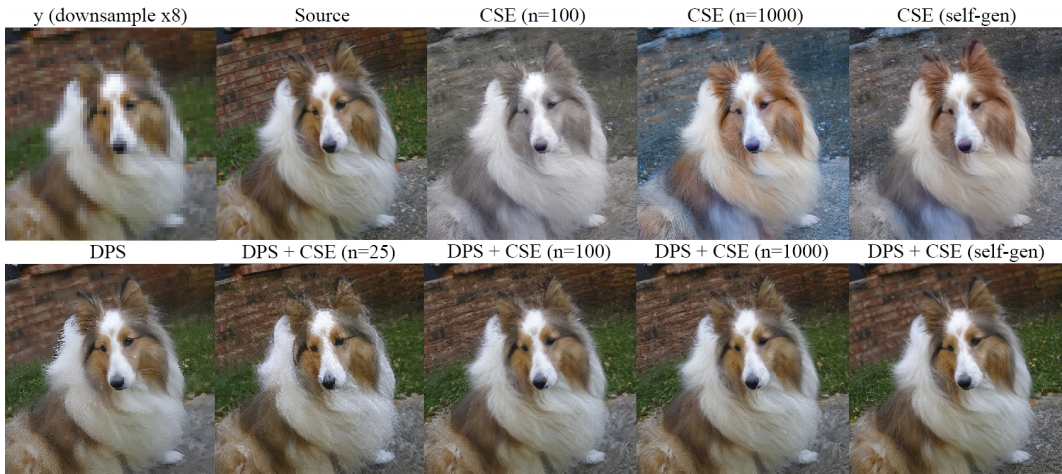 y (downsample x8) Source CSE (n=100) CSE (n=1000) CSE (self-gen)
DPS DPS + CSE (n=25) DPS + CSE (n=100) DPS + CSE (n=1000) DPS + CSE (self-gen)